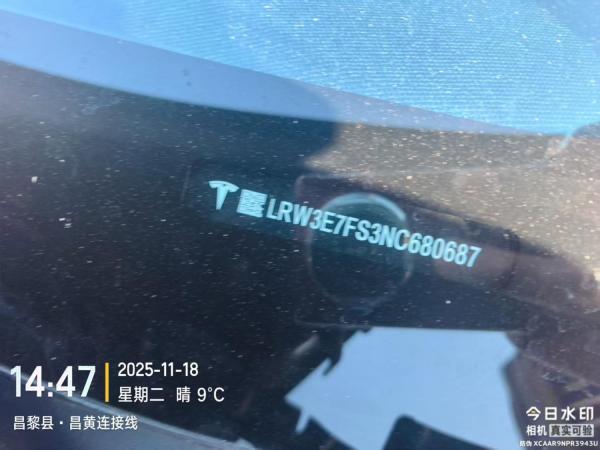 LRW3E7FS3NC680687
14:47
2025-11-18
星期二 晴 9°C
昌黎县·昌黄连接线
今日水印
相机 真实可验
防伪 XCAAR9NPR3943U